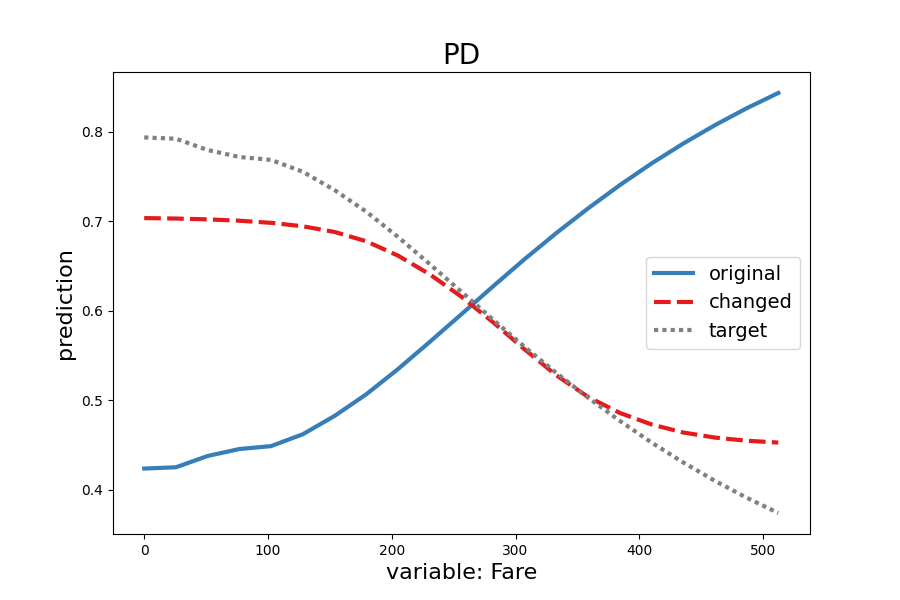 PD
prediction
0.8
0.7
0.6
0.5
0.4
original
changed
target
0 100 200 300 400 500
variable: Fare